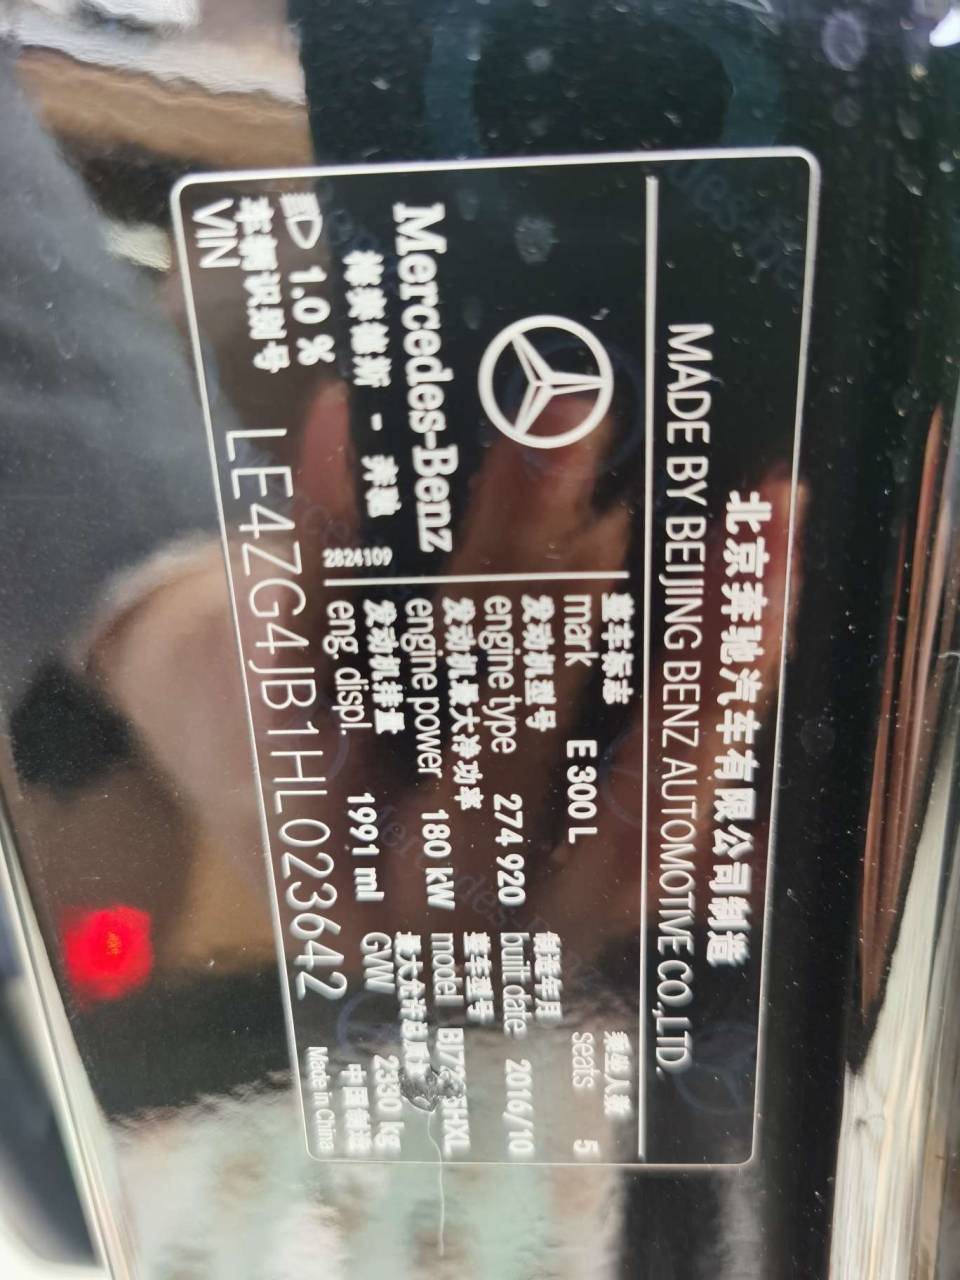 北京奔驰汽车有限公司制造
MADE BY BEIJING BENZ AUTOMOTIVE CO.,LTD.
Mercedes-Benz
梅赛德斯 - 奔驰
2824109
1.0 %
整车标志
mark E 300 L
发动机型号
engine type 274 920
发动机最大净功率
engine power 180 kW
发动机排量
eng. displ. 1991 ml
乘坐人数
seats 5
制造年月
built date 2016/10
整车型号
model
最大允许总质量
GVW 2390 kg
中国制造
Made in China
车辆识别号
VIN LE4ZG4JB1HL023642